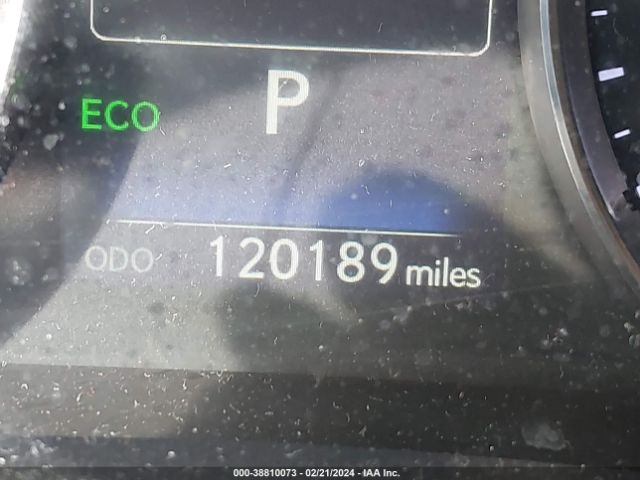 P
ECO
ODO 120189 miles
000-38810073 - 02/21/2024 - IAA Inc.